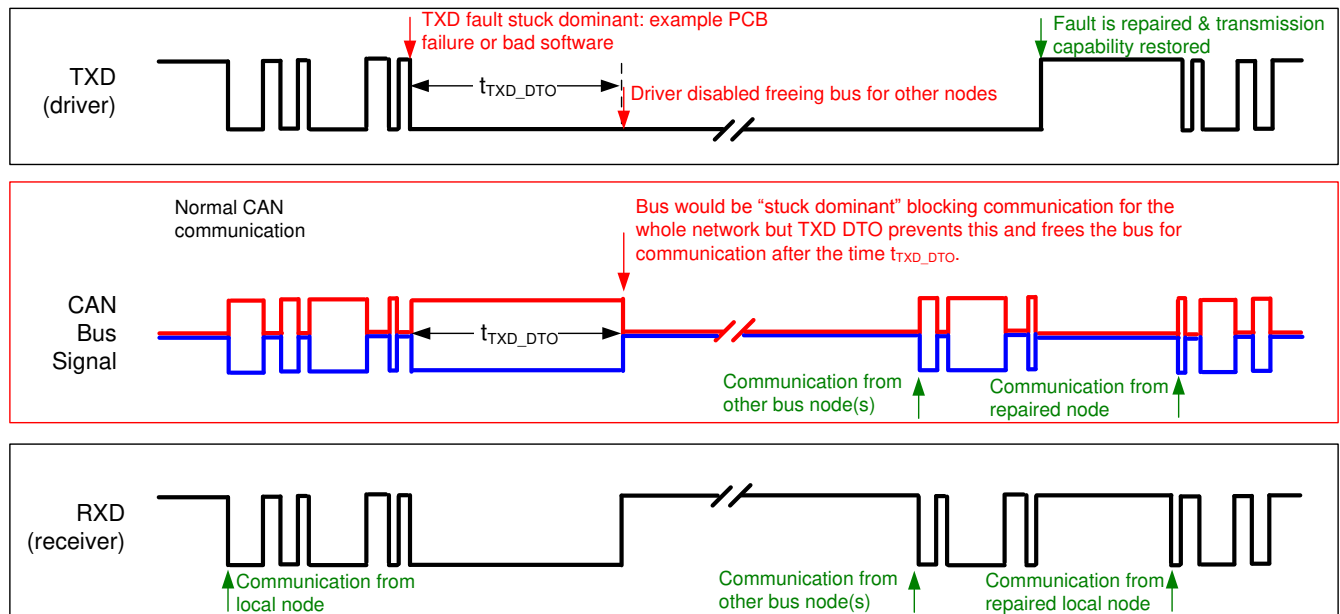 TXD fault stuck dominant: example PCB
failure or bad software
Fault is repaired & transmission
capability restored
TXD
(driver)
tTXD_DTO
Driver disabled freeing bus for other nodes
Normal CAN
communication
Bus would be “stuck dominant” blocking communication for the
whole network but TXD DTO prevents this and frees the bus for
communication after the time tTXD_DTO.
CAN
Bus
Signal
tTXD_DTO
Communication from
other bus node(s)
Communication from
repaired node
RXD
(receiver)
Communication from
local node
Communication from
other bus node(s)
Communication from
repaired local node